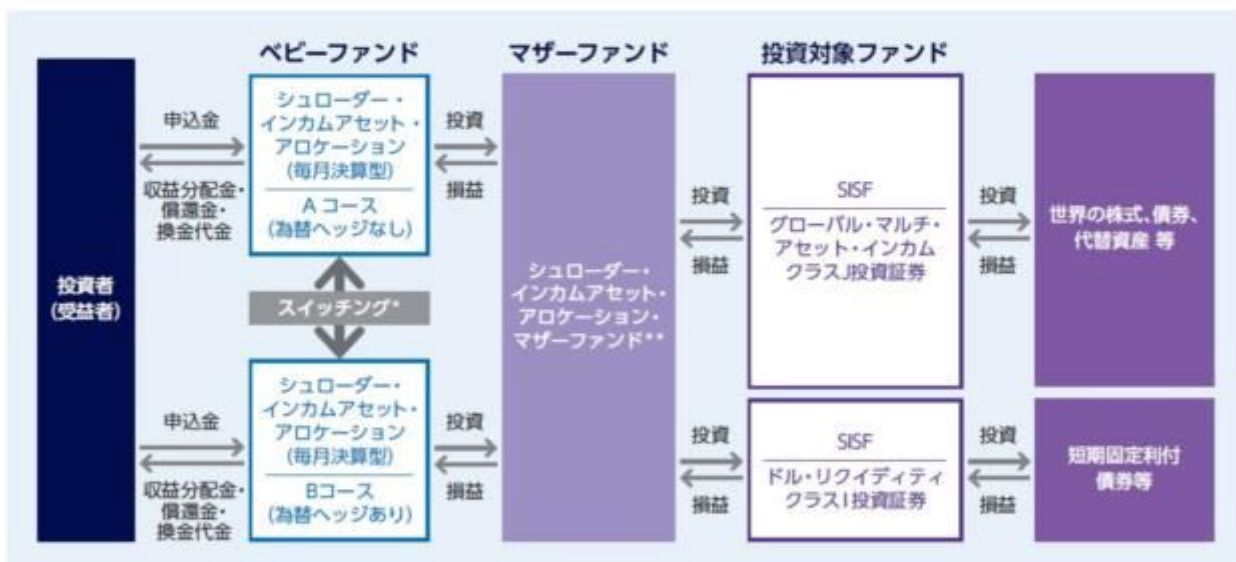 ベビーファンド
マザーファンド
投資対象ファンド
投資者
(受益者)
申込金
収益分配金・
償還金・
換金代金
シュローダー・
インカムアセット・
アロケーション
(毎月決算型)
Aコース
(為替ヘッジなし)
投資
損益
スイッチング*
申込金
収益分配金・
償還金・
換金代金
シュローダー・
インカムアセット・
アロケーション
(毎月決算型)
Bコース
(為替ヘッジあり)
投資
損益
シュローダー・
インカムアセット・
アロケーション・
マザーファンド**
投資
損益
SISF
グローバル・マルチ・
アセット・インカム
クラスJ投資証券
投資
損益
世界の株式、債券、
代替資産 等
投資
損益
SISF
ドル・リクイディティ
クラスI投資証券
投資
損益
短期固定利付
債券等